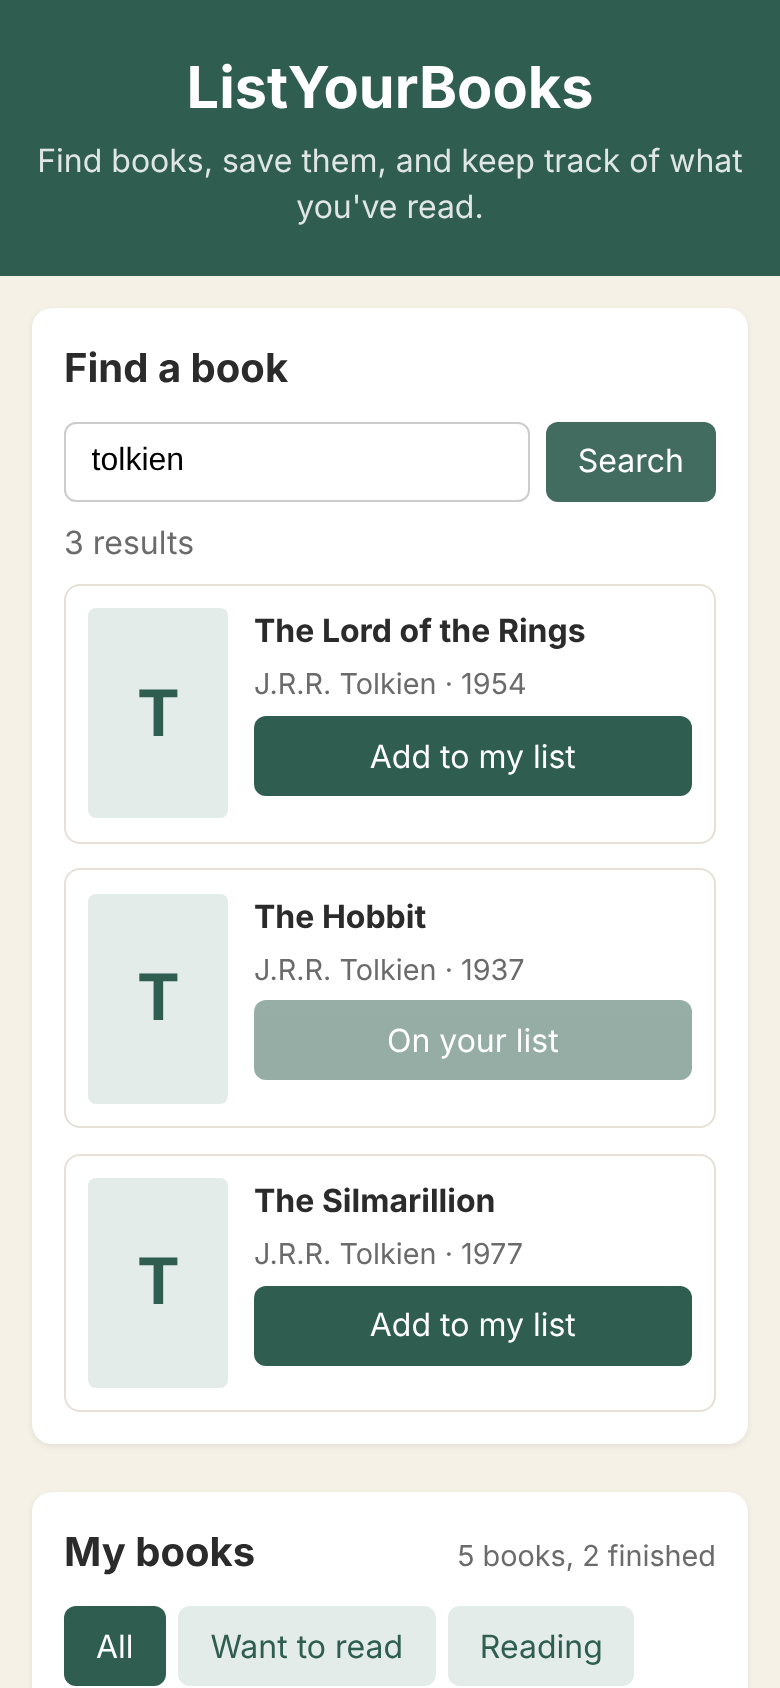 ListYourBooks
Find books, save them, and keep track of what
you've read.
Find a book
tolkien
Search
3 results
T
The Lord of the Rings
J.R.R. Tolkien · 1954
Add to my list
T
The Hobbit
J.R.R. Tolkien · 1937
On your list
T
The Silmarillion
J.R.R. Tolkien · 1977
Add to my list
My books
5 books, 2 finished
All
Want to read
Reading